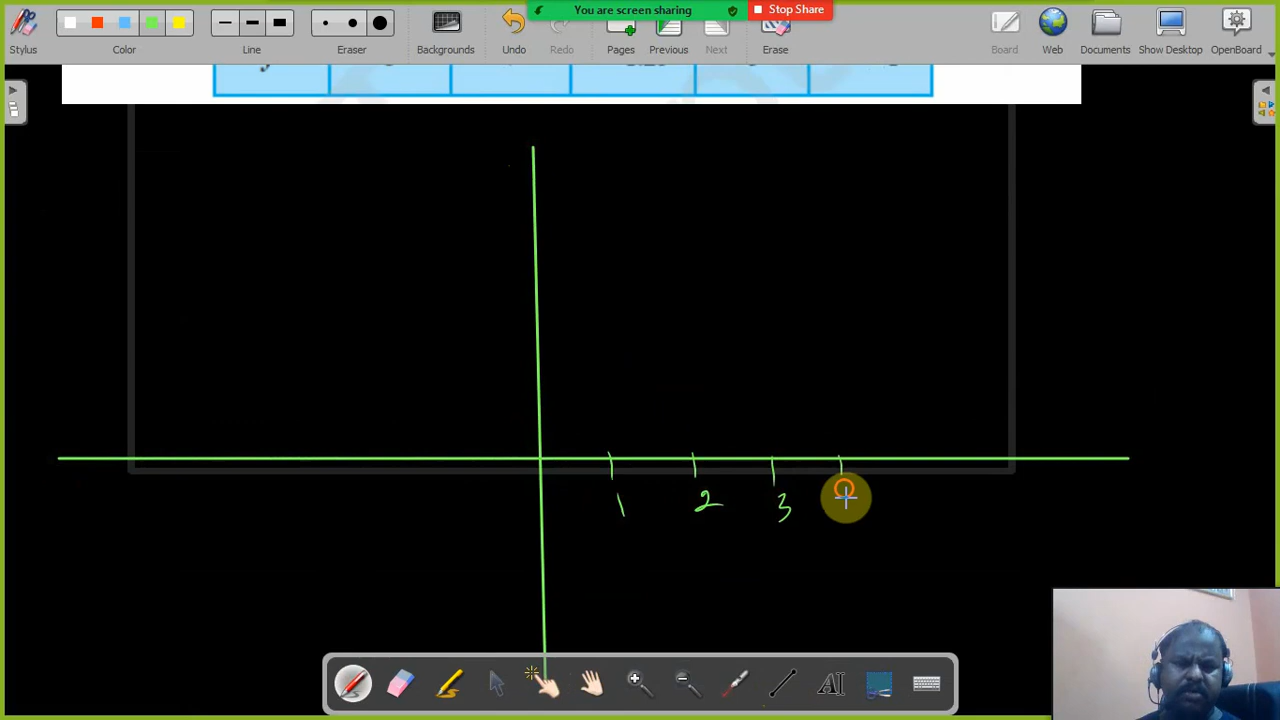 You are screen sharing Stop Share
Stylus Color Line Eraser Backgrounds Undo Redo Pages Previous Next Erase Board Web Documents Show Desktop OpenBoard
1 2 3
AI